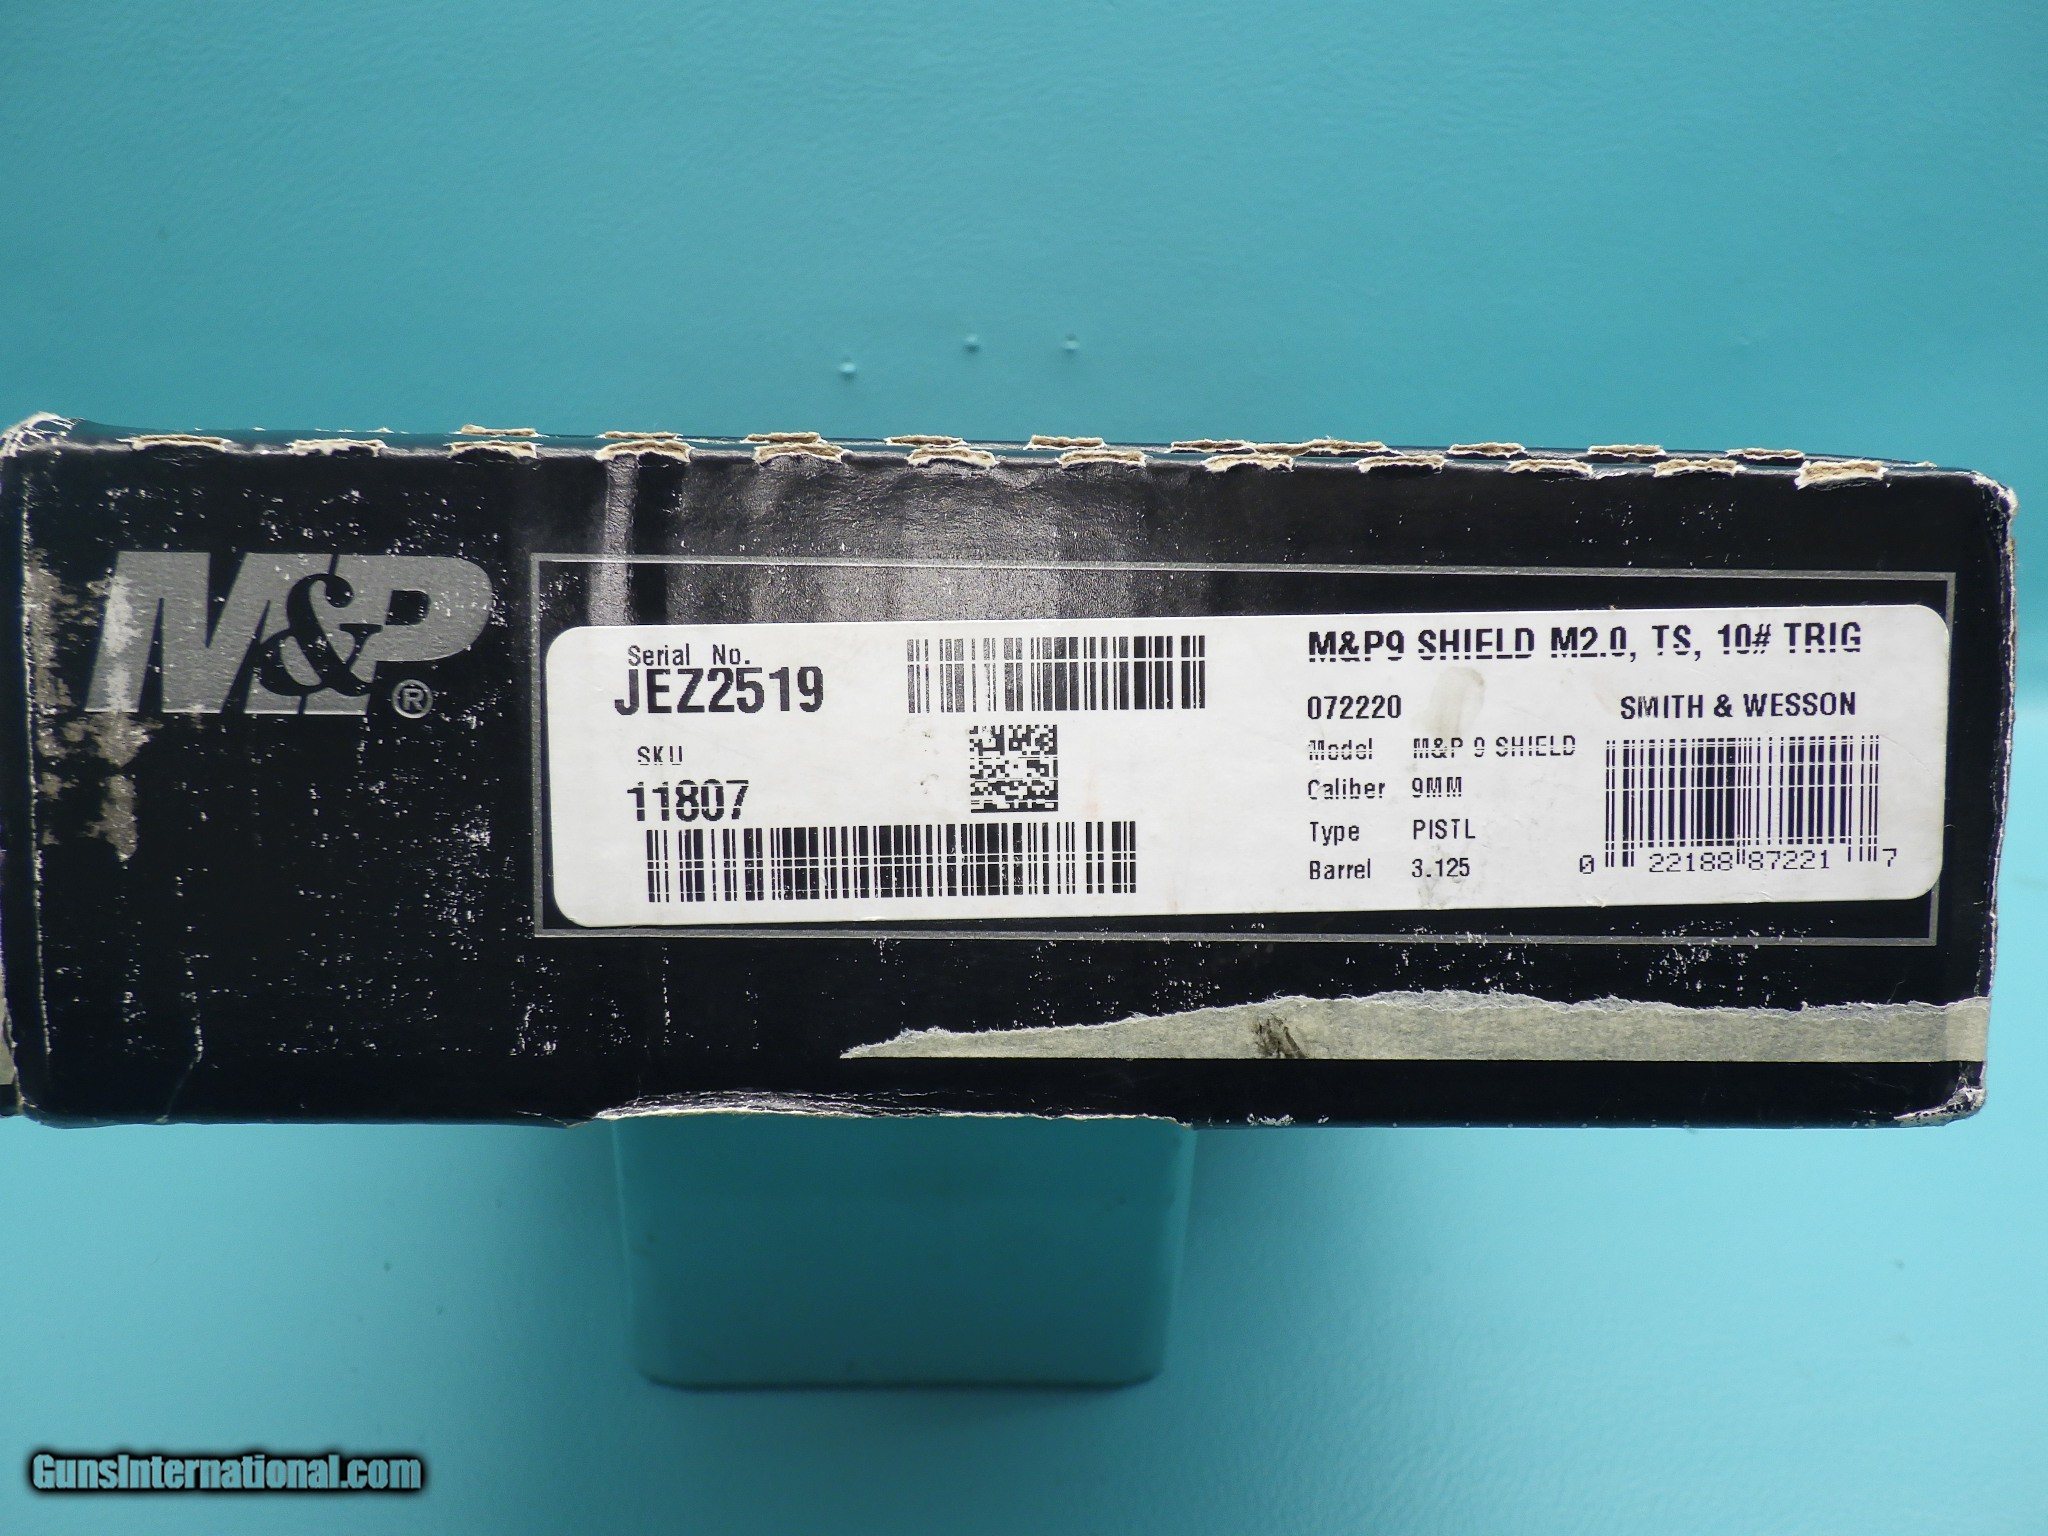 M&P®
Serial No.
JEZ2519
SKU
11807
M&P9 SHIELD M2.0, TS, 10# TRIG
072220
SMITH & WESSON
Model M&P 9 SHIELD
Caliber 9MM
Type PISTL
Barrel 3.125
0 22188 87221 7
GunsInternational.com